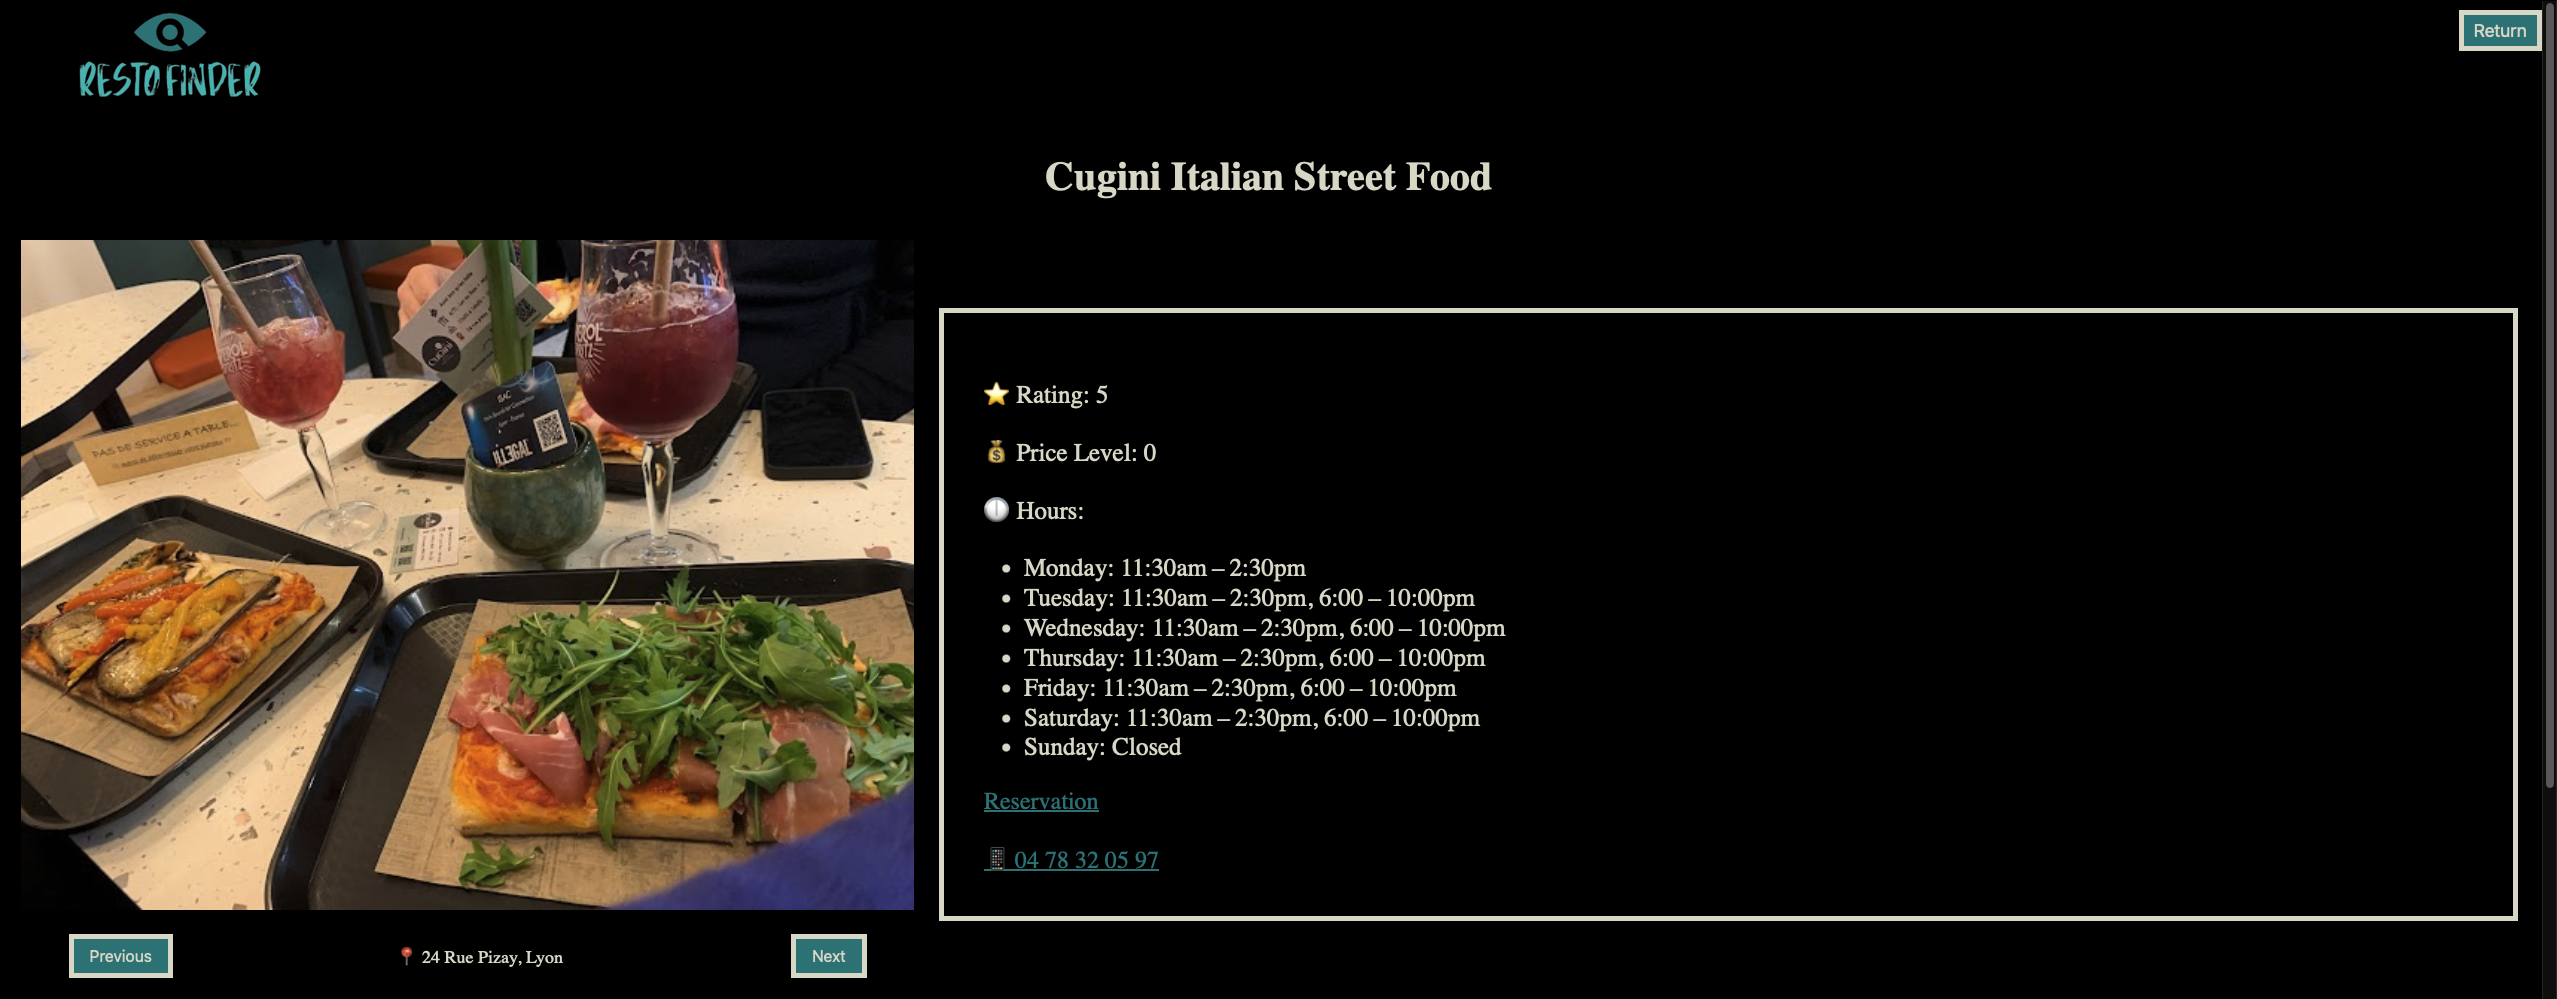 RESTO FINDER
Return
Cugini Italian Street Food
EROL
RITZ
PAS DE SERVICE A TABLE...
Cugini
BAC
ILLEGAL
⭐ Rating: 5
💰 Price Level: 0
🕕 Hours:
• Monday: 11:30am – 2:30pm
• Tuesday: 11:30am – 2:30pm, 6:00 – 10:00pm
• Wednesday: 11:30am – 2:30pm, 6:00 – 10:00pm
• Thursday: 11:30am – 2:30pm, 6:00 – 10:00pm
• Friday: 11:30am – 2:30pm, 6:00 – 10:00pm
• Saturday: 11:30am – 2:30pm, 6:00 – 10:00pm
• Sunday: Closed
Reservation
📱 04 78 32 05 97
Previous
📍 24 Rue Pizay, Lyon
Next